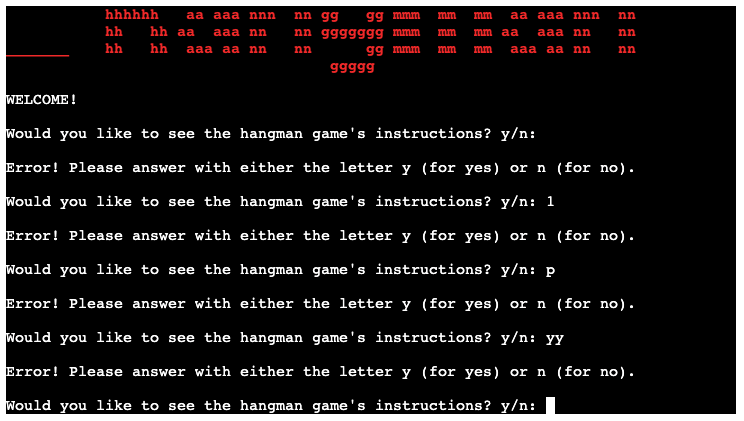 hhhhhh   aa aaa nnn  nn gg   gg mmm  mm  mm  aa aaa nnn  nn
hh   hh aa  aaa nn   nn ggggggg mmm  mm  mm aa  aaa nn   nn
_______    hh   hh  aaa aa nn   nn      gg mmm  mm  mm  aaa aa nn   nn
ggggg
WELCOME!
Would you like to see the hangman game's instructions? y/n:
Error! Please answer with either the letter y (for yes) or n (for no).
Would you like to see the hangman game's instructions? y/n: 1
Error! Please answer with either the letter y (for yes) or n (for no).
Would you like to see the hangman game's instructions? y/n: p
Error! Please answer with either the letter y (for yes) or n (for no).
Would you like to see the hangman game's instructions? y/n: yy
Error! Please answer with either the letter y (for yes) or n (for no).
Would you like to see the hangman game's instructions? y/n: